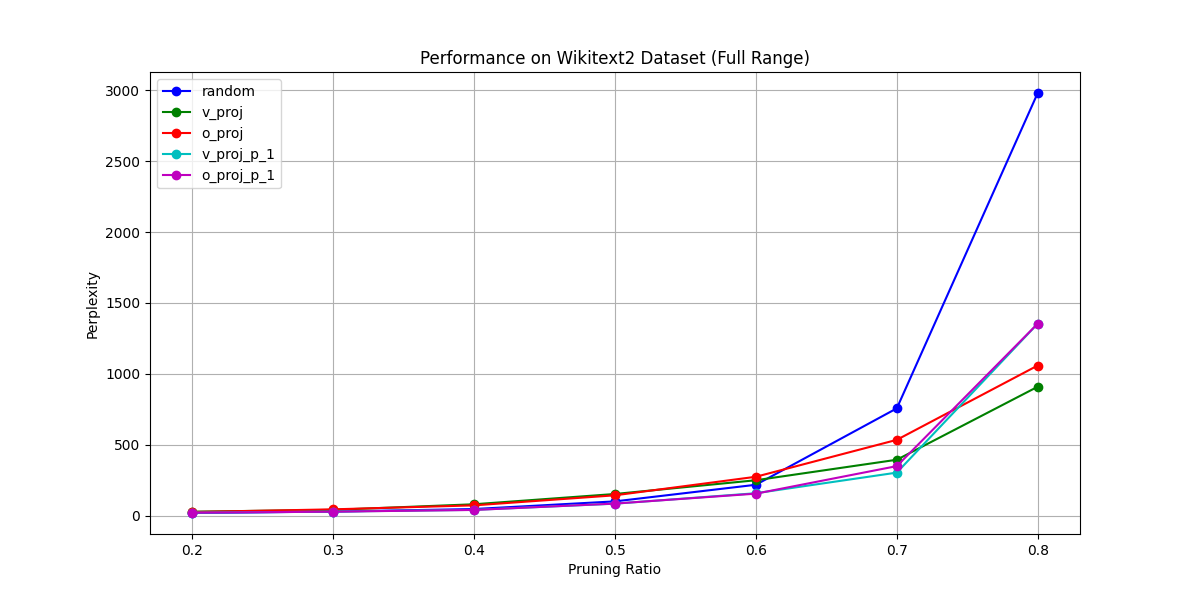 Performance on Wikitext2 Dataset (Full Range)
random
v_proj
o_proj
v_proj_p_1
o_proj_p_1
3000
2500
2000
1500
1000
500
0
Perplexity
0.2 0.3 0.4 0.5 0.6 0.7 0.8
Pruning Ratio